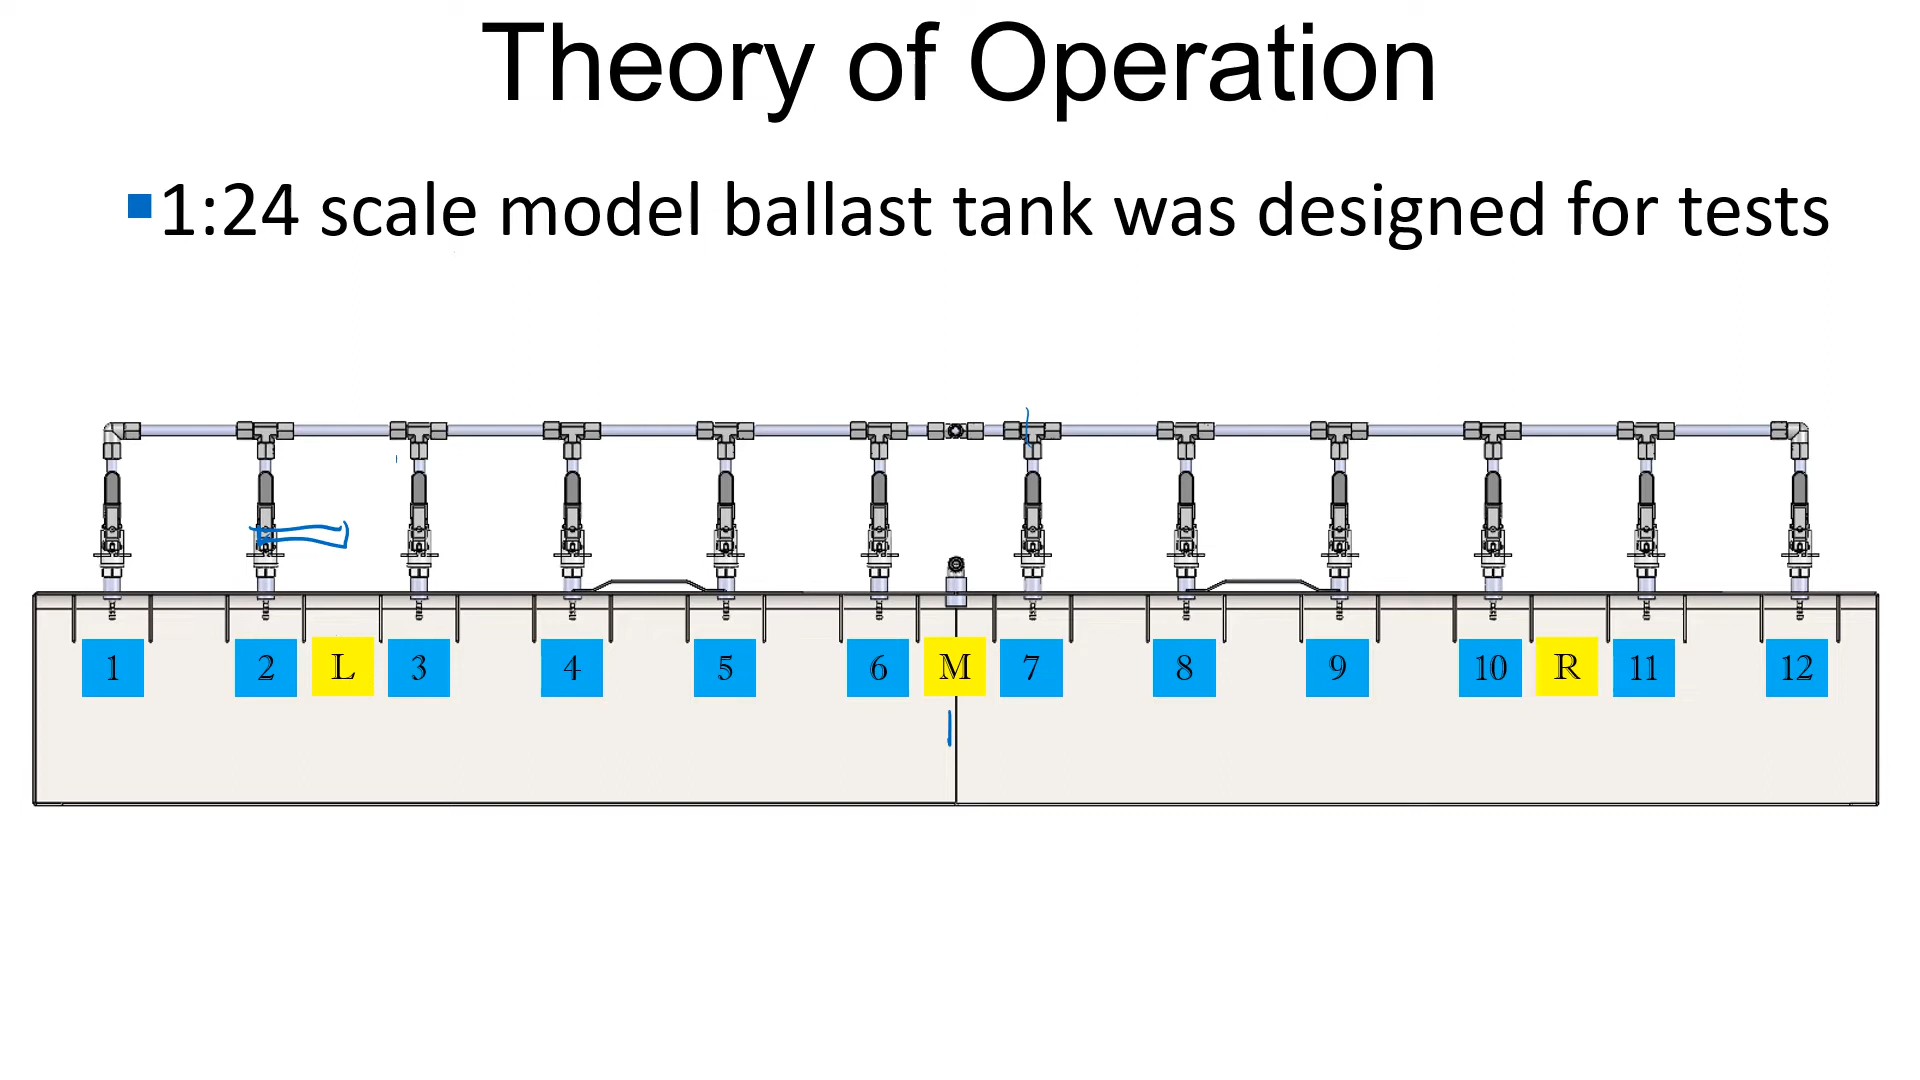 Theory of Operation
▪1:24 scale model ballast tank was designed for tests
1 2 L 3 4 5 6 M 7 8 9 10 R 11 12